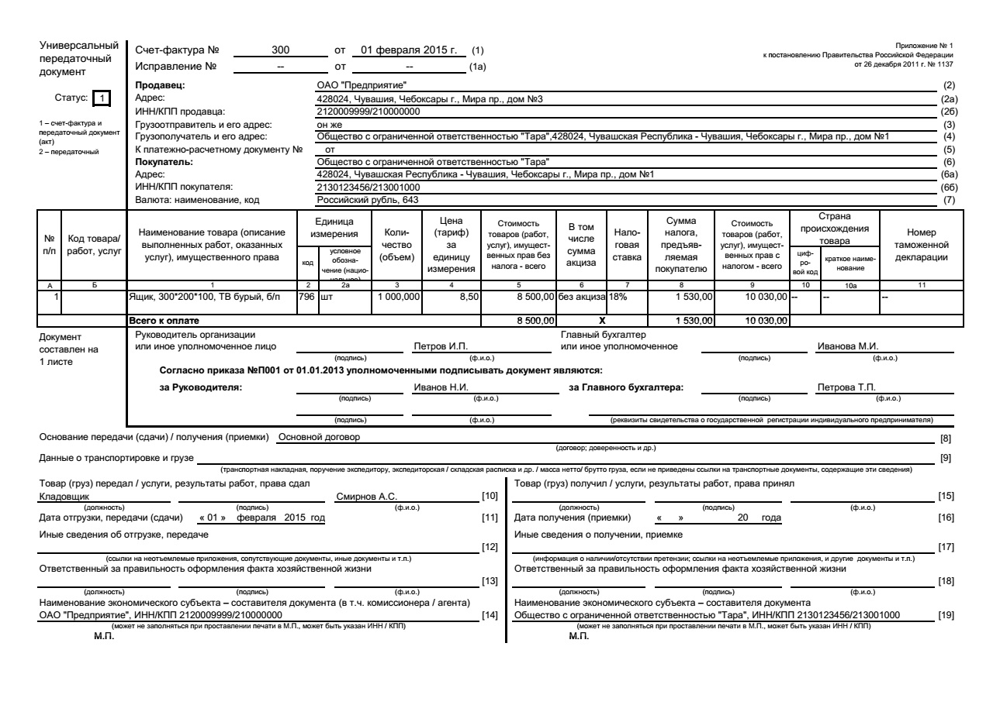 Универсальный
передаточный
документ
Статус: 1
1 – счет-фактура и
передаточный документ
(акт)
2 – передаточный
Счет-фактура № 300 от 01 февраля 2015 г. (1)
Исправление № -- от -- (1а)
Приложение № 1
к постановлению Правительства Российской Федерации
от 26 декабря 2011 г. № 1137
Продавец: ОАО "Предприятие" (2)
Адрес: 428024, Чувашия, Чебоксары г., Мира пр., дом №3 (2а)
ИНН/КПП продавца: 2120009999/210000000 (2б)
Грузоотправитель и его адрес: он же (3)
Грузополучатель и его адрес: Общество с ограниченной ответственностью "Тара",428024, Чувашская Республика - Чувашия, Чебоксары г., Мира пр., дом №1 (4)
К платежно-расчетному документу № от (5)
Покупатель: Общество с ограниченной ответственностью "Тара" (6)
Адрес: 428024, Чувашская Республика - Чувашия, Чебоксары г., Мира пр., дом №1 (6а)
ИНН/КПП покупателя: 2130123456/213001000 (6б)
Валюта: наименование, код Российский рубль, 643 (7)
№
п/п
Код товара/
работ, услуг
Наименование товара (описание
выполненных работ, оказанных
услуг), имущественного права
Единица
измерения
код
условное
обозна-
чение (нацио-
Коли-
чество
(объем)
Цена
(тариф)
за
единицу
измерения
Стоимость
товаров (работ,
услуг), имущест-
венных прав без
налога - всего
В том
числе
сумма
акциза
Нало-
говая
ставка
Сумма
налога,
предъяв-
ляемая
покупателю
Стоимость
товаров (работ,
услуг), имущест-
венных прав с
налогом - всего
Страна
происхождения
товара
циф-
ро-
вой код
краткое наиме-
нование
Номер
таможенной
декларации
А Б 1 2 2а 3 4 5 6 7 8 9 10 10а 11
1 Ящик, 300*200*100, ТВ бурый, б/п 796 шт 1 000,000 8,50 8 500,00 без акциза 18% 1 530,00 10 030,00 -- -- --
Всего к оплате 8 500,00 Х 1 530,00 10 030,00
Документ
составлен на
1 листе
Руководитель организации
или иное уполномоченное лицо Петров И.П.
(подпись) (ф.и.о.)
Главный бухгалтер
или иное уполномоченное Иванова М.И.
(подпись) (ф.и.о.)
Согласно приказа №П001 от 01.01.2013 уполномоченными подписывать документ являются:
за Руководителя: Иванов Н.И. за Главного бухгалтера: Петрова Т.П.
(подпись) (ф.и.о.) (подпись) (ф.и.о.)
(подпись) (ф.и.о.) (реквизиты свидетельства о государственной регистрации индивидуального предпринимателя)
Основание передачи (сдачи) / получения (приемки) Основной договор [8]
(договор; доверенность и др.)
Данные о транспортировке и грузе [9]
(транспортная накладная, поручение экспедитору, экспедиторская / складская расписка и др. / масса нетто/ брутто груза, если не приведены ссылки на транспортные документы, содержащие эти сведения)
Товар (груз) передал / услуги, результаты работ, права сдал
Кладовщик Смирнов А.С. [10]
(должность) (подпись) (ф.и.о.)
Дата отгрузки, передачи (сдачи) « 01 » февраля 2015 год [11]
Иные сведения об отгрузке, передаче
[12]
(ссылки на неотъемлемые приложения, сопутствующие документы, иные документы и т.п.)
Ответственный за правильность оформления факта хозяйственной жизни
[13]
(должность) (подпись) (ф.и.о.)
Наименование экономического субъекта – составителя документа (в т.ч. комиссионера / агента)
ОАО "Предприятие", ИНН/КПП 2120009999/210000000 [14]
(может не заполняться при проставлении печати в М.П., может быть указан ИНН / КПП)
М.П.
Товар (груз) получил / услуги, результаты работ, права принял
[15]
(должность) (подпись) (ф.и.о.)
Дата получения (приемки) « » 20 года [16]
Иные сведения о получении, приемке
[17]
(информация о наличии/отсутствии претензии; ссылки на неотъемлемые приложения, и другие документы и т.п.)
Ответственный за правильность оформления факта хозяйственной жизни
[18]
(должность) (подпись) (ф.и.о.)
Наименование экономического субъекта – составителя документа
Общество с ограниченной ответственностью "Тара", ИНН/КПП 2130123456/213001000 [19]
(может не заполняться при проставлении печати в М.П., может быть указан ИНН / КПП)
М.П.